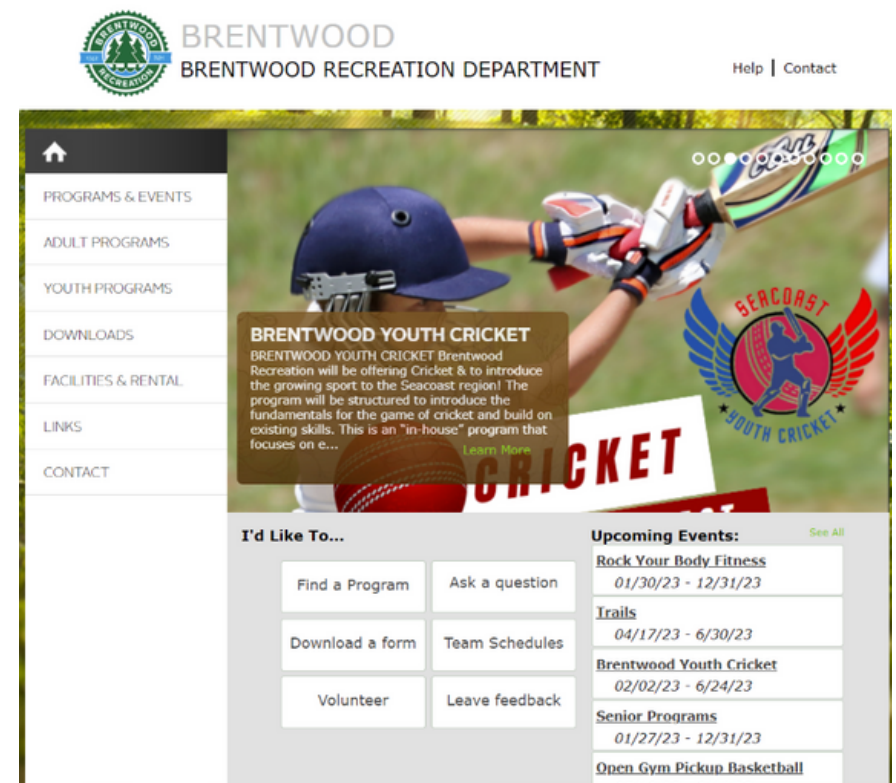 BRENTWOOD
RECREATION
BRENTWOOD
BRENTWOOD RECREATION DEPARTMENT
Help | Contact
PROGRAMS & EVENTS
ADULT PROGRAMS
YOUTH PROGRAMS
DOWNLOADS
FACILITIES & RENTAL
LINKS
CONTACT
SEACOAST
YOUTH CRICKET
BRENTWOOD YOUTH CRICKET
BRENTWOOD YOUTH CRICKET Brentwood
Recreation will be offering Cricket & to introduce
the growing sport to the Seacoast region! The
program will be structured to introduce the
fundamentals for the game of cricket and build on
existing skills. This is an "in-house" program that
focuses on e...
Learn More
CRICKET
I'd Like To...
Find a Program
Ask a question
Download a form
Team Schedules
Volunteer
Leave feedback
Upcoming Events:
See All
Rock Your Body Fitness
01/30/23 - 12/31/23
Trails
04/17/23 - 6/30/23
Brentwood Youth Cricket
02/02/23 - 6/24/23
Senior Programs
01/27/23 - 12/31/23
Open Gym Pickup Basketball